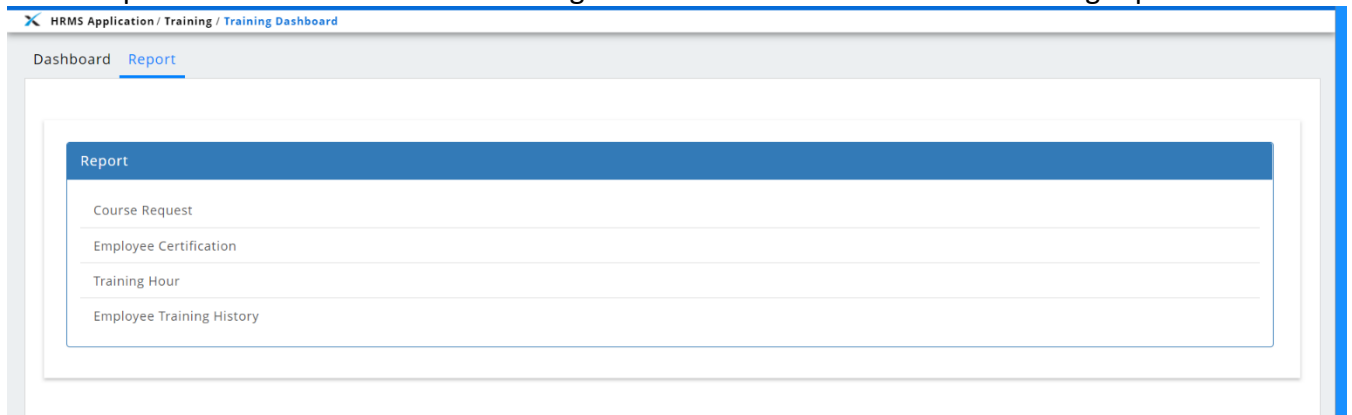 HRMS Application / Training / Training Dashboard
Dashboard Report
Report
Course Request
Employee Certification
Training Hour
Employee Training History